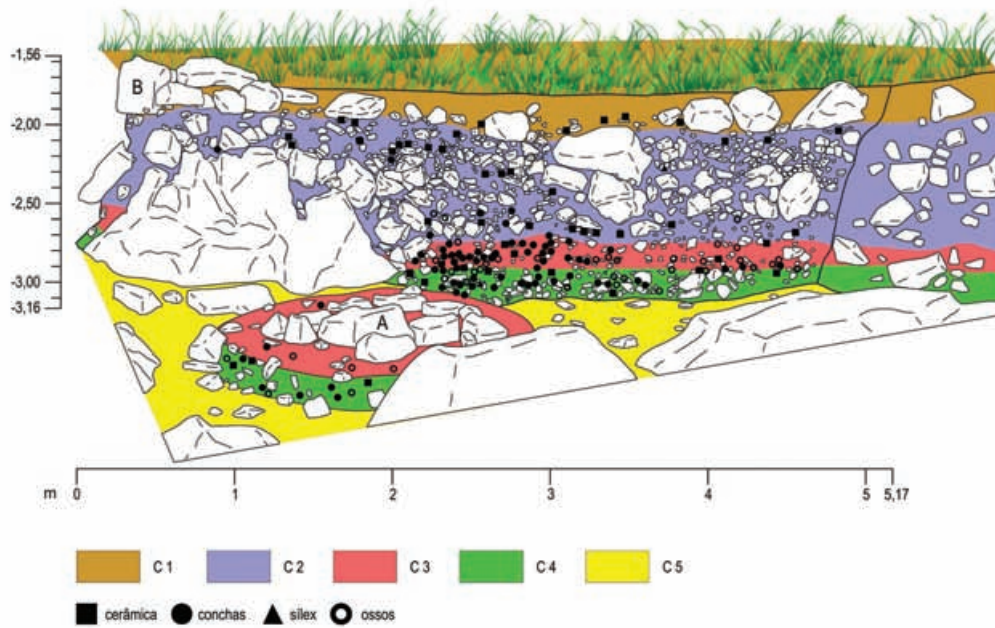 -1,56
B
-2,00
-2,50
-3,00
-3,16
A
m 0 1 2 3 4 5 5,17
C 1 C 2 C 3 C 4 C 5
cerâmica conchas sílex ossos